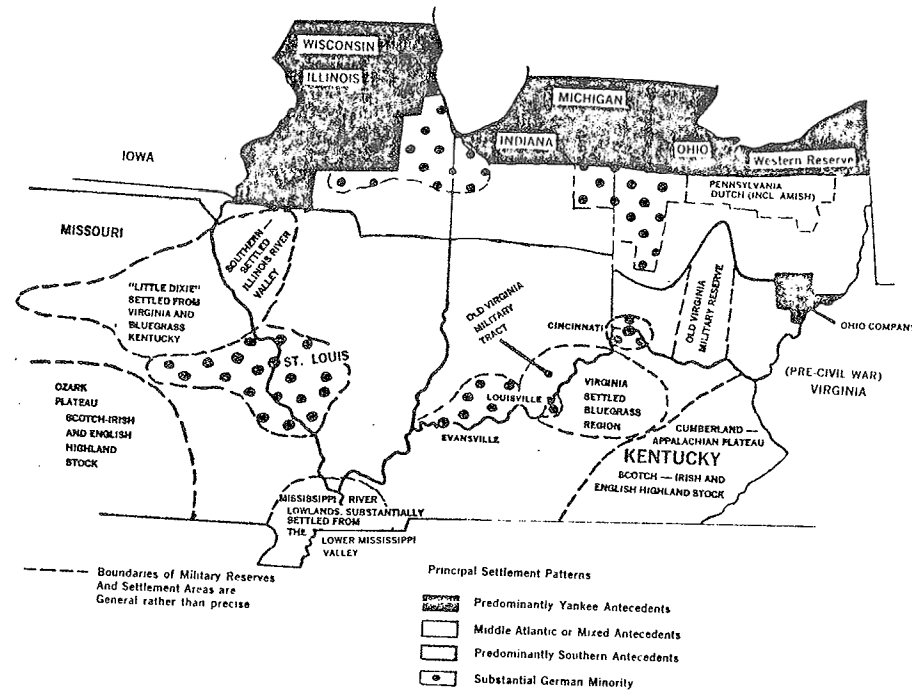 WISCONSIN
ILLINOIS
MICHIGAN
INDIANA
OHIO
Western Reserve
IOWA
PENNSYLVANIA
DUTCH (INCL AMISH)
MISSOURI
SOUTHERN —
SETTLED
ILLINOIS RIVER
VALLEY
"LITTLE DIXIE"
SETTLED FROM
VIRGINIA AND
BLUEGRASS
KENTUCKY
OLD VIRGINIA
MILITARY
TRACT
OLD VIRGINIA
MILITARY RESERVE
CINCINNATI
OHIO COMPANY
ST. LOUIS
(PRE-CIVIL WAR)
VIRGINIA
OZARK
PLATEAU
SCOTCH-IRISH
AND ENGLISH
HIGHLAND
STOCK
LOUISVILLE
VIRGINIA
SETTLED
BLUEGRASS
REGION
EVANSVILLE
CUMBERLAND —
APPALACHIAN PLATEAU
KENTUCKY
SCOTCH — IRISH AND
ENGLISH HIGHLAND STOCK
MISSISSIPPI RIVER
LOWLANDS. SUBSTANTIALLY
SETTLED FROM
THE
LOWER MISSISSIPPI
VALLEY
Boundaries of Military Reserves
And Settlement Areas are
General rather than precise
Principal Settlement Patterns
Predominantly Yankee Antecedents
Middle Atlantic or Mixed Antecedents
Predominantly Southern Antecedents
Substantial German Minority